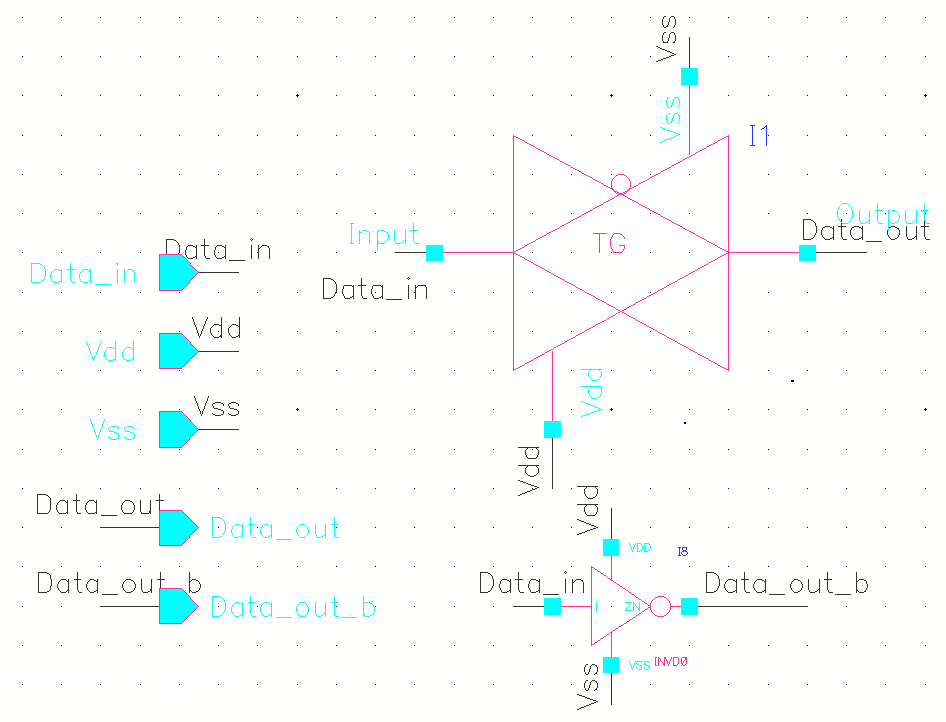 Vss
Vss
I1
Output
Data_out
Input
TG
Data_in
Data_in
Data_in
Vdd
Vdd
Vss
Vss
Vdd
Vdd
Data_out
Data_out
Data_out_b
Data_out_b
Vdd
VDD
I8
Data_in
I
ZN
Data_out_b
VSS
INVD0
Vss